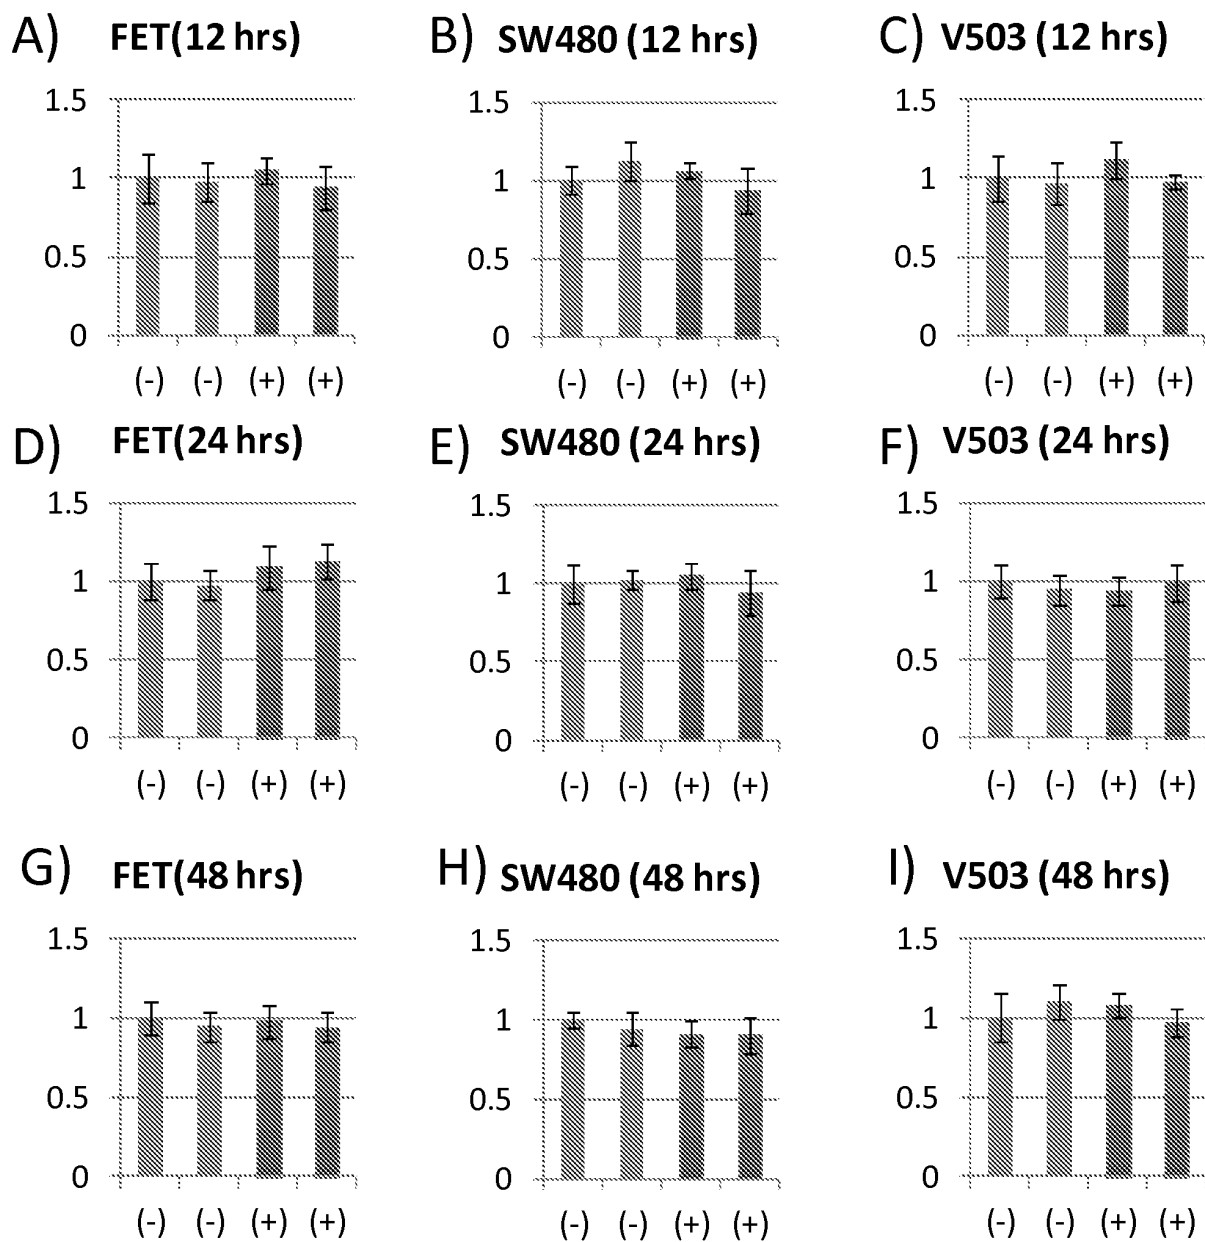 A) FET(12 hrs)
1.5
1
0.5
0
(-) (-) (+) (+)
B) SW480 (12 hrs)
1.5
1
0.5
0
(-) (-) (+) (+)
C) V503 (12 hrs)
1.5
1
0.5
0
(-) (-) (+) (+)
D) FET(24 hrs)
1.5
1
0.5
0
(-) (-) (+) (+)
E) SW480 (24 hrs)
1.5
1
0.5
0
(-) (-) (+) (+)
F) V503 (24 hrs)
1.5
1
0.5
0
(-) (-) (+) (+)
G) FET(48 hrs)
1.5
1
0.5
0
(-) (-) (+) (+)
H) SW480 (48 hrs)
1.5
1
0.5
0
(-) (-) (+) (+)
I) V503 (48 hrs)
1.5
1
0.5
0
(-) (-) (+) (+)